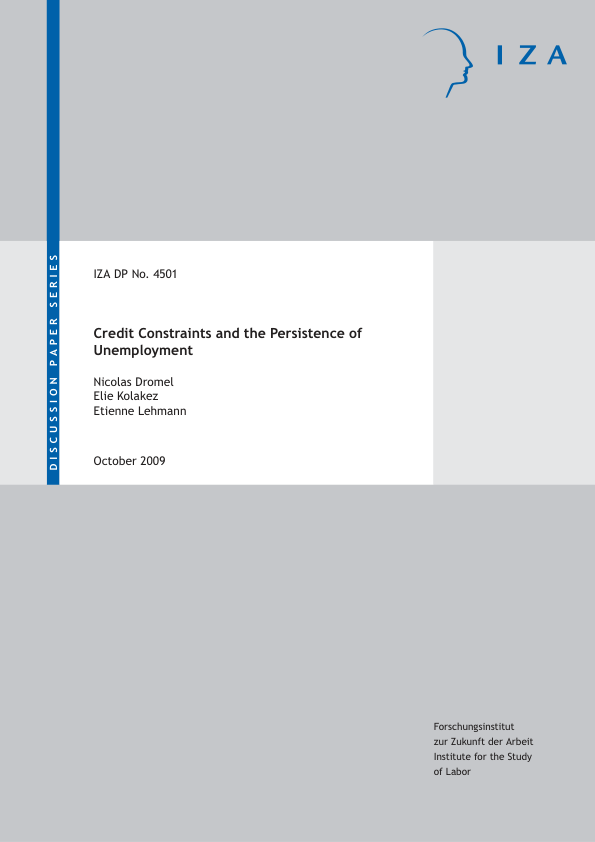 IZA
DISCUSSION PAPER SERIES
IZA DP No. 4501
Credit Constraints and the Persistence of
Unemployment
Nicolas Dromel
Elie Kolakez
Etienne Lehmann
October 2009
Forschungsinstitut
zur Zukunft der Arbeit
Institute for the Study
of Labor